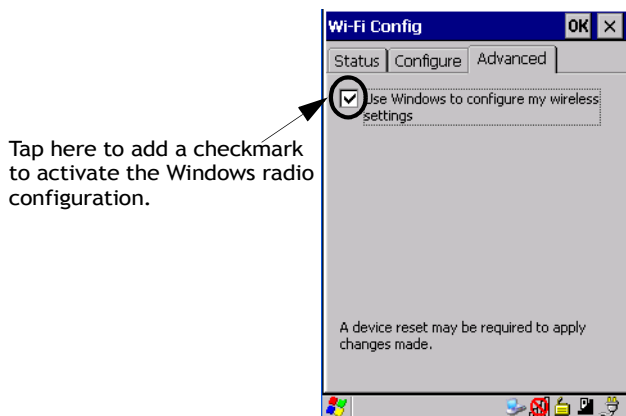 Wi-Fi Config OK ×
Status Configure Advanced
Use Windows to configure my wireless
settings
Tap here to add a checkmark
to activate the Windows radio
configuration.
A device reset may be required to apply
changes made.